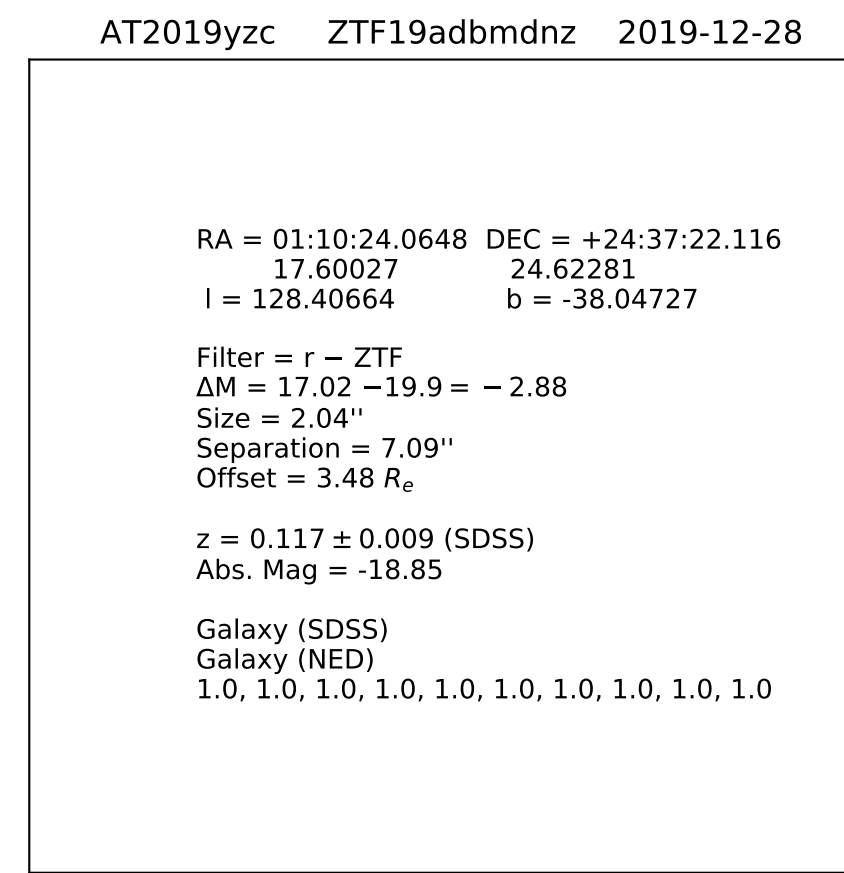 AT2019yzc ZTF19adbmdnz 2019-12-28
RA = 01:10:24.0648 DEC = +24:37:22.116
17.60027 24.62281
l = 128.40664 b = -38.04727
Filter = r − ZTF
ΔM = 17.02 −19.9 = − 2.88
Size = 2.04''
Separation = 7.09''
Offset = 3.48 Rₑ
z = 0.117 ± 0.009 (SDSS)
Abs. Mag = -18.85
Galaxy (SDSS)
Galaxy (NED)
1.0, 1.0, 1.0, 1.0, 1.0, 1.0, 1.0, 1.0, 1.0, 1.0